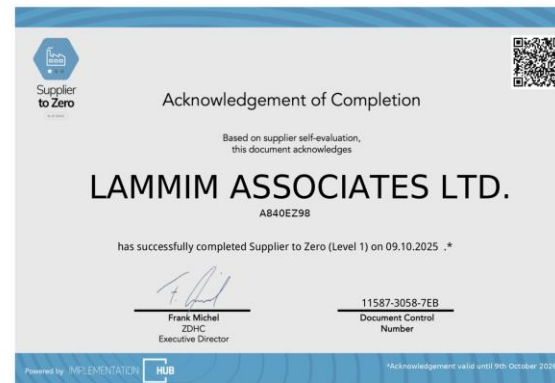 Supplier
to Zero
Acknowledgement of Completion
Based on supplier self-evaluation,
this document acknowledges
LAMMIM ASSOCIATES LTD.
A840EZ98
has successfully completed Supplier to Zero (Level 1) on 09.10.2025 .*
Frank Michel
ZDHC
Executive Director
11587-3058-7EB
Document Control
Number
Powered by IMPLEMENTATION HUB
*Acknowledgement valid until 9th October 2026